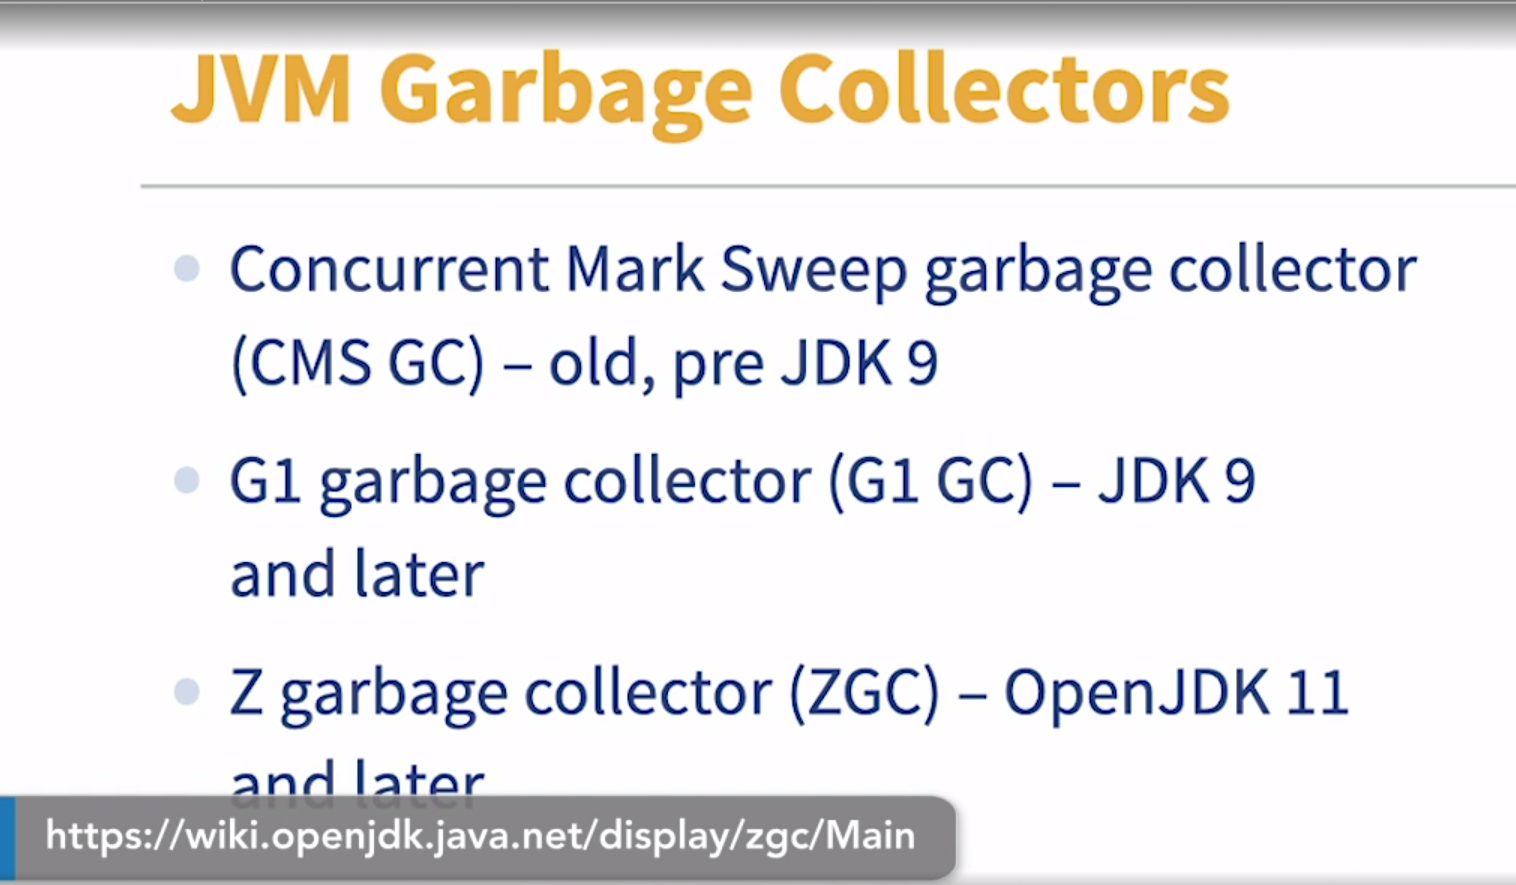 JVM Garbage Collectors
Concurrent Mark Sweep garbage collector
(CMS GC) – old, pre JDK 9
G1 garbage collector (G1 GC) – JDK 9
and later
Z garbage collector (ZGC) – OpenJDK 11
and later
https://wiki.openjdk.java.net/display/zgc/Main